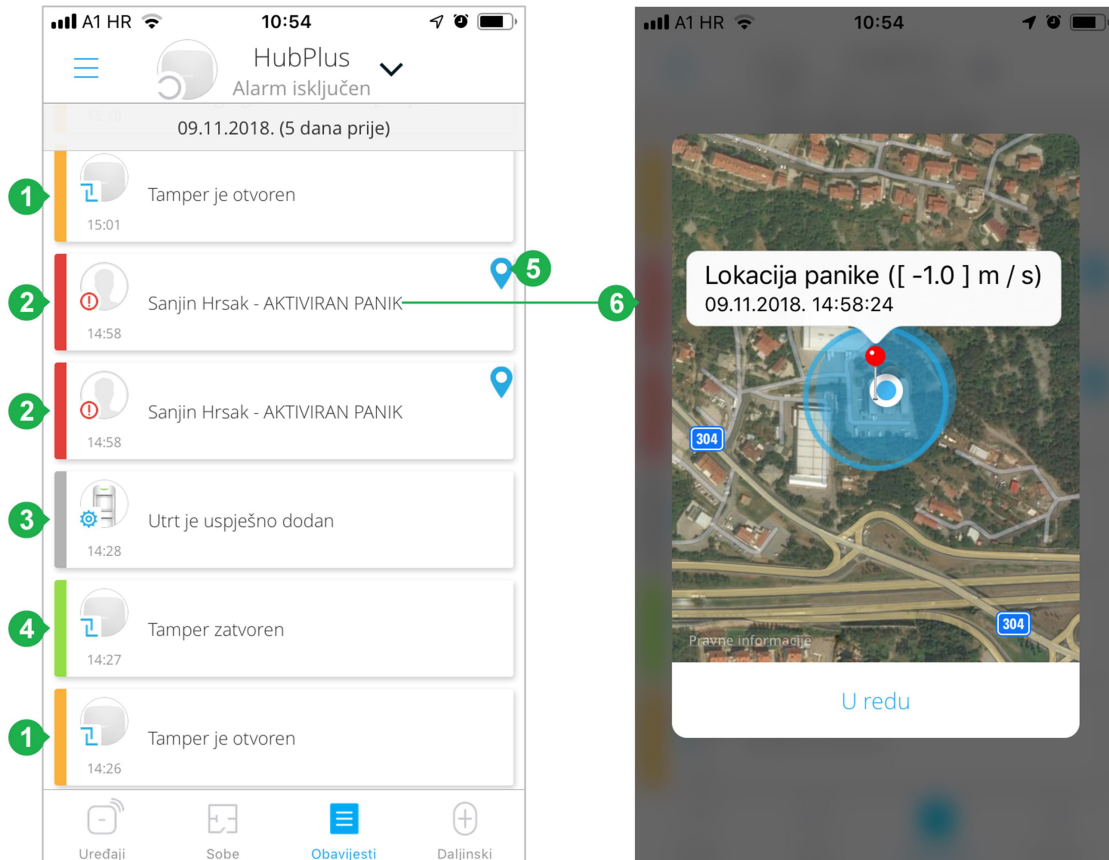 A1 HR
10:54
HubPlus
Alarm isključen
09.11.2018. (5 dana prije)
1
Tamper je otvoren
15:01
2
Sanjin Hrsak - AKTIVIRAN PANIK
5
14:58
2
Sanjin Hrsak - AKTIVIRAN PANIK
14:58
3
Utrt je uspješno dodan
14:28
4
Tamper zatvoren
14:27
1
Tamper je otvoren
14:26
Uređaji
Sobe
Obavijesti
Daljinski
A1 HR
10:54
6
Lokacija panike ([ -1.0 ] m / s)
09.11.2018. 14:58:24
304
304
Pravne informacije
U redu